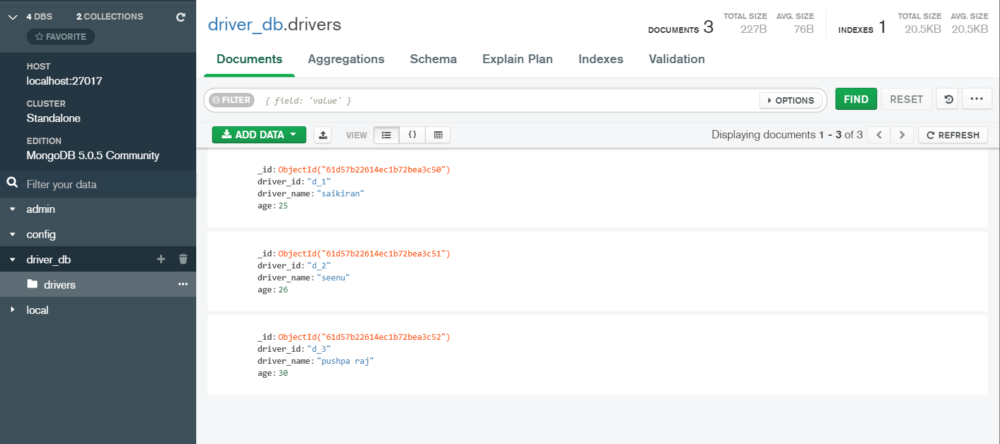 4 DBS 2 COLLECTIONS
FAVORITE
HOST
localhost:27017
CLUSTER
Standalone
EDITION
MongoDB 5.0.5 Community
Filter your data
admin
config
driver_db
drivers
local
driver_db.drivers
DOCUMENTS 3 TOTAL SIZE 227B AVG. SIZE 76B
INDEXES 1 TOTAL SIZE 20.5KB AVG. SIZE 20.5KB
Documents Aggregations Schema Explain Plan Indexes Validation
FILTER { field: 'value' } OPTIONS FIND RESET ...
ADD DATA VIEW {} Displaying documents 1 - 3 of 3 REFRESH
_id: ObjectId("61d57b22614ec1b72bea3c50")
driver_id: "d_1"
driver_name: "saikiran"
age: 25
_id: ObjectId("61d57b22614ec1b72bea3c51")
driver_id: "d_2"
driver_name: "seenu"
age: 26
_id: ObjectId("61d57b22614ec1b72bea3c52")
driver_id: "d_3"
driver_name: "pushpa raj"
age: 30